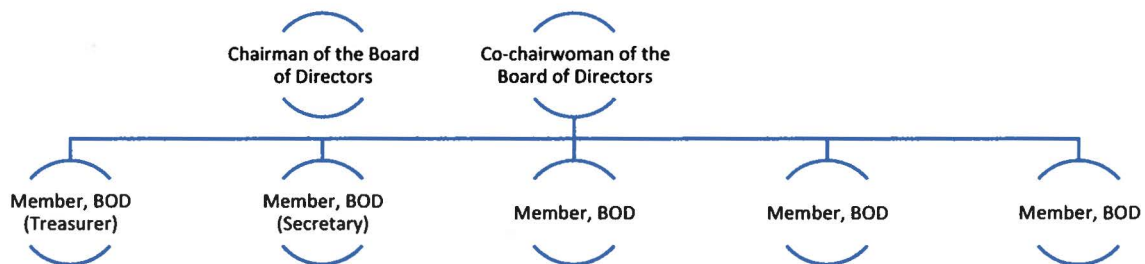 Chairman of the Board
of Directors
Co-chairwoman of the
Board of Directors
Member, BOD
(Treasurer)
Member, BOD
(Secretary)
Member, BOD
Member, BOD
Member, BOD